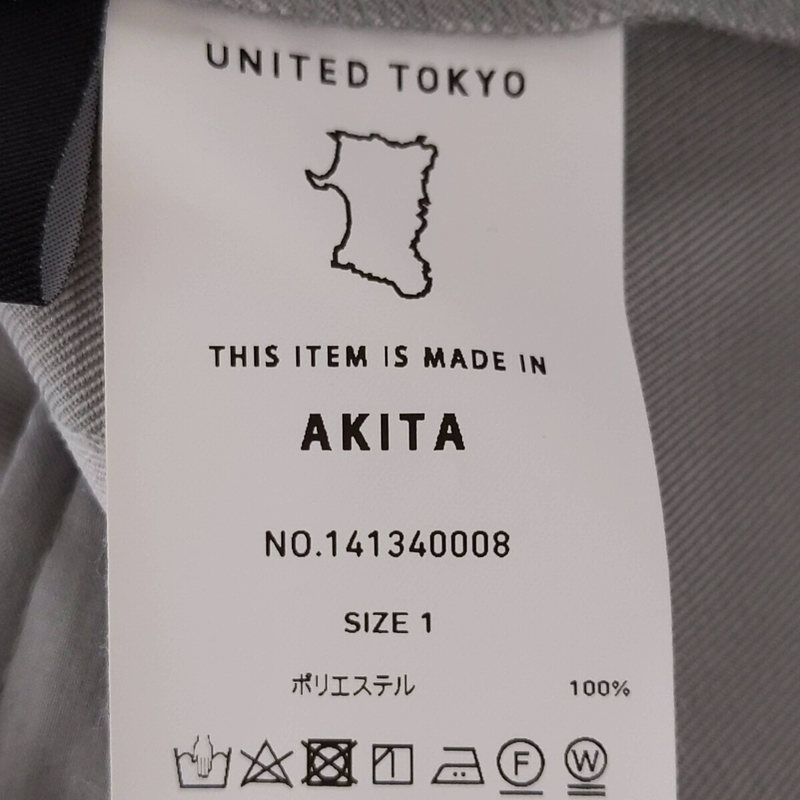 UNITED TOKYO
THIS ITEM IS MADE IN
AKITA
NO.141340008
SIZE 1
ポリエステル 100%
F W